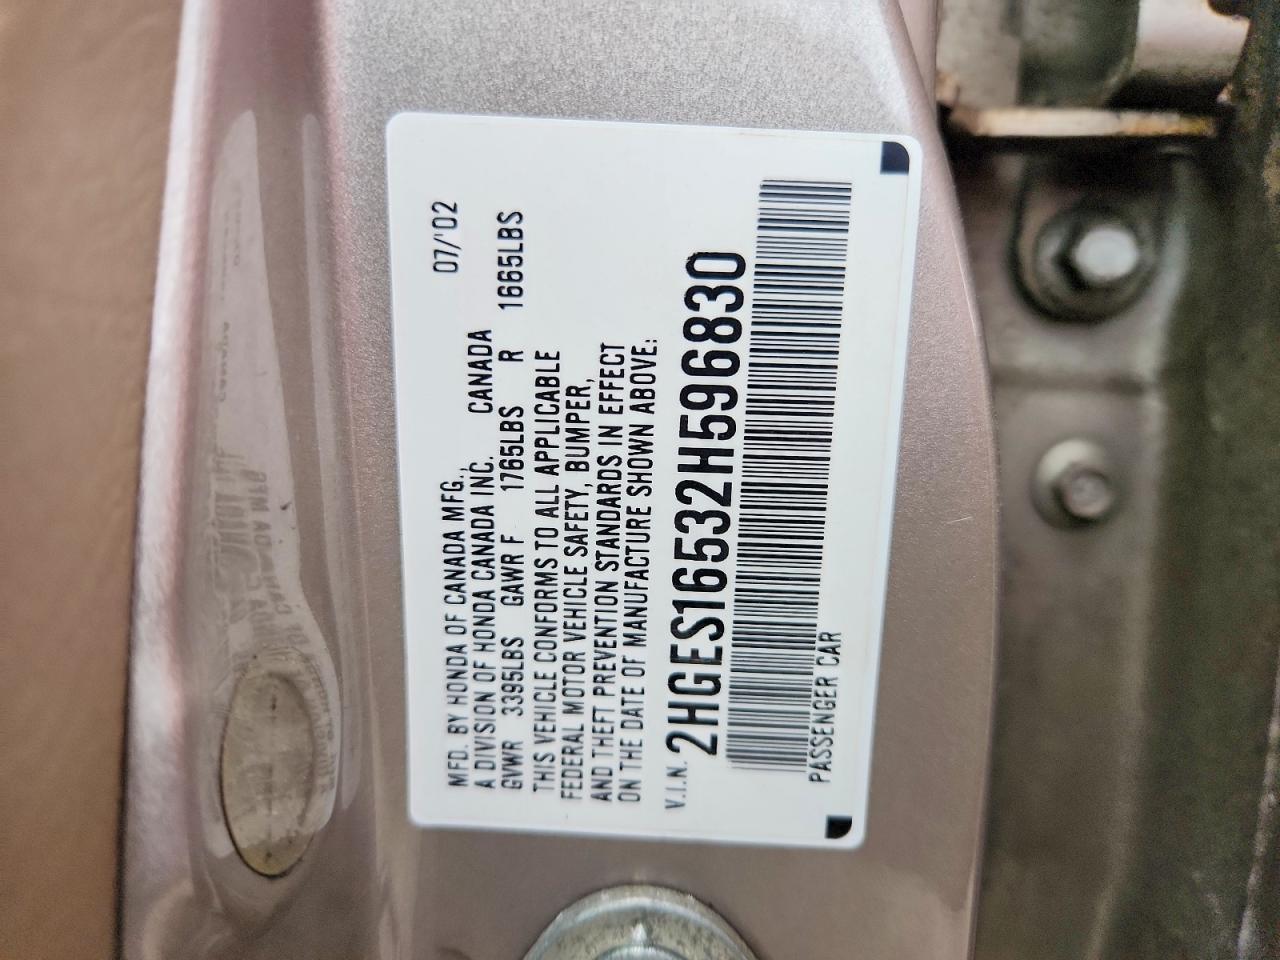 MFD. BY HONDA OF CANADA MFG., 07/'02
A DIVISION OF HONDA CANADA INC. CANADA
GVWR 3395LBS GAWR F 1765LBS R 1665LBS
THIS VEHICLE CONFORMS TO ALL APPLICABLE
FEDERAL MOTOR VEHICLE SAFETY, BUMPER,
AND THEFT PREVENTION STANDARDS IN EFFECT
ON THE DATE OF MANUFACTURE SHOWN ABOVE:
V.I.N. 2HGES16532H596830
PASSENGER CAR